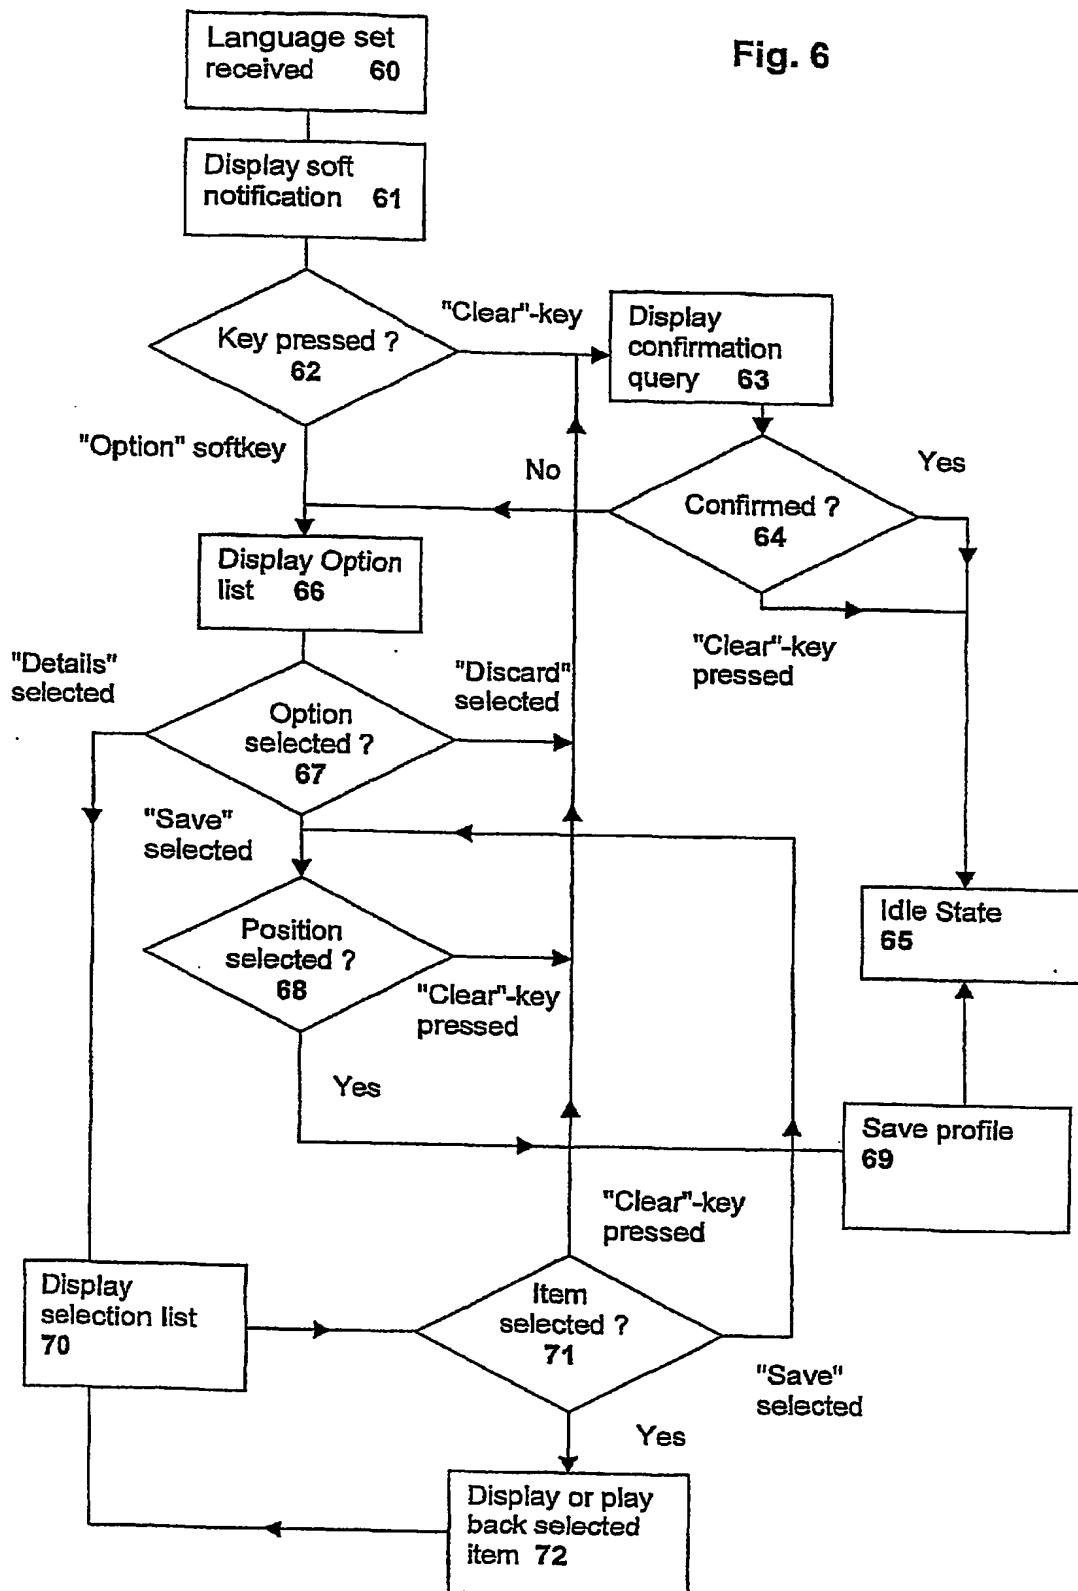 Fig. 6
Language set
received 60
Display soft
notification 61
Key pressed ?
62
"Clear"-key
Display
confirmation
query 63
"Option" softkey
No
Yes
Confirmed ?
64
Display Option
list 66
"Clear"-key
pressed
"Details"
selected
"Discard"
selected
Option
selected ?
67
"Save"
selected
Idle State
65
Position
selected ?
68
"Clear"-key
pressed
Yes
Save profile
69
"Clear"-key
pressed
Display
selection list
70
Item
selected ?
71
"Save"
selected
Yes
Display or play
back selected
item 72